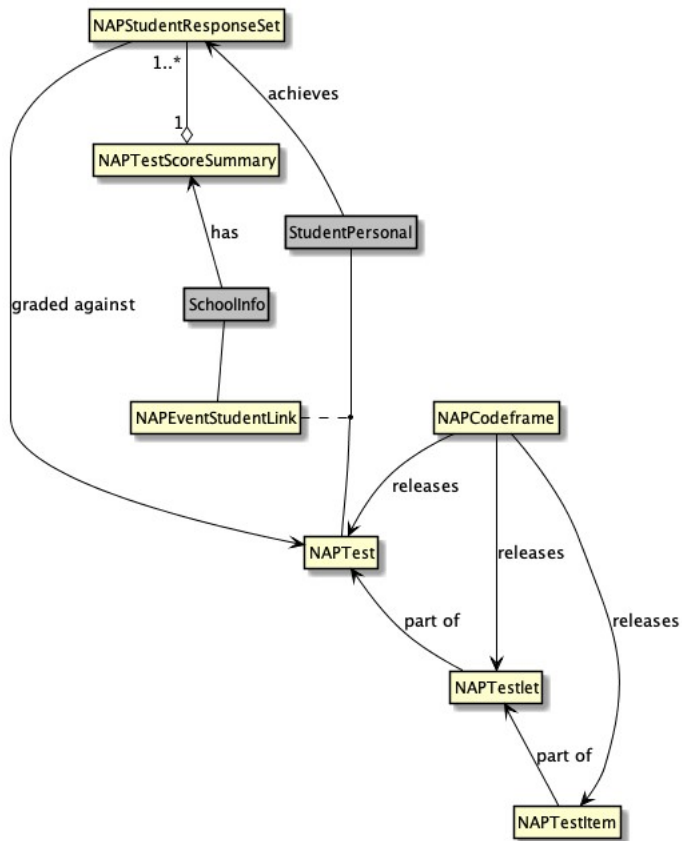 NAPStudentResponseSet
1..*
achieves
1
NAPTestScoreSummary
has
StudentPersonal
SchoolInfo
graded against
NAPEventStudentLink
NAPCodeframe
releases
NAPTest
releases
part of
releases
NAPTestlet
part of
NAPTestItem